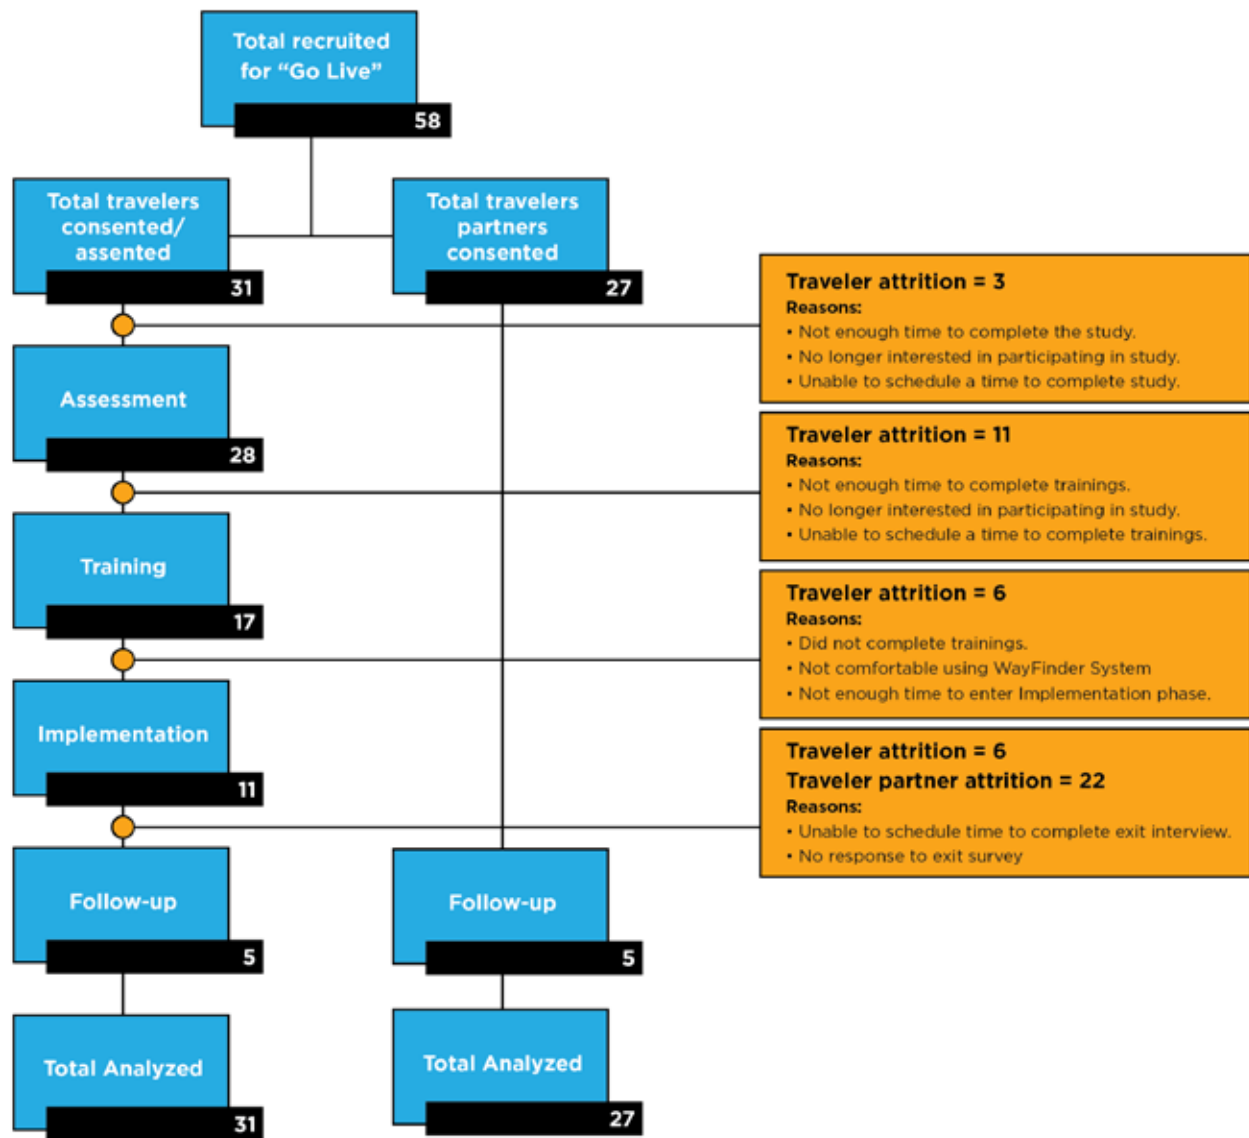 Total recruited
for “Go Live”
58
Total travelers
consented/
assented
31
Total travelers
partners
consented
27
Traveler attrition = 3
Reasons:
• Not enough time to complete the study.
• No longer interested in participating in study.
• Unable to schedule a time to complete study.
Assessment
28
Traveler attrition = 11
Reasons:
• Not enough time to complete trainings.
• No longer interested in participating in study.
• Unable to schedule a time to complete trainings.
Training
17
Traveler attrition = 6
Reasons:
• Did not complete trainings.
• Not comfortable using WayFinder System
• Not enough time to enter Implementation phase.
Implementation
11
Traveler attrition = 6
Traveler partner attrition = 22
Reasons:
• Unable to schedule time to complete exit interview.
• No response to exit survey
Follow-up
5
Follow-up
5
Total Analyzed
31
Total Analyzed
27